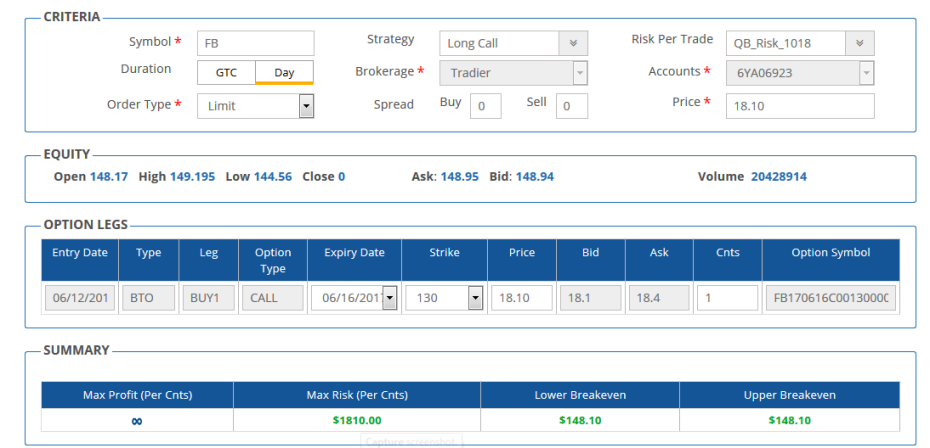 CRITERIA
Symbol * FB Strategy Long Call Risk Per Trade QB_Risk_1018
Duration GTC Day Brokerage * Tradier Accounts * 6YA06923
Order Type * Limit Spread Buy 0 Sell 0 Price * 18.10
EQUITY
Open 148.17 High 149.195 Low 144.56 Close 0 Ask: 148.95 Bid: 148.94 Volume 20428914
OPTION LEGS
Entry Date Type Leg Option Type Expiry Date Strike Price Bid Ask Cnts Option Symbol
06/12/201 BTO BUY1 CALL 06/16/2017 130 18.10 18.1 18.4 1 FB170616C0013000C
SUMMARY
Max Profit (Per Cnts) Max Risk (Per Cnts) Lower Breakeven Upper Breakeven
∞ $1810.00 $148.10 $148.10
Capture screenshot